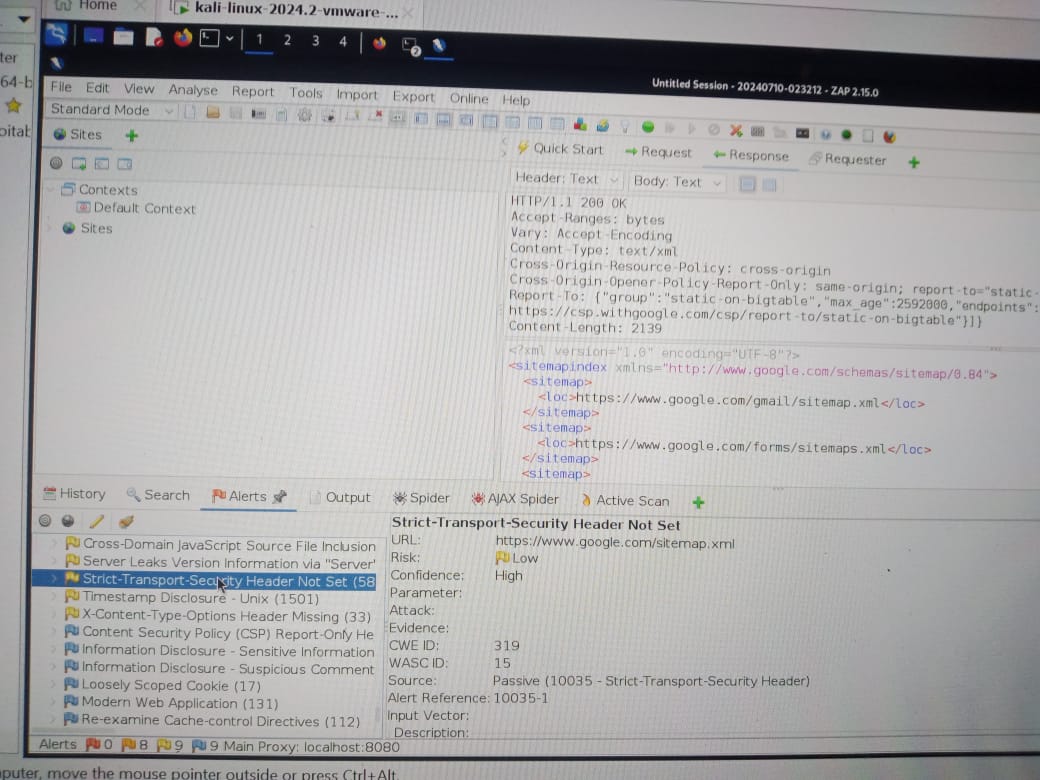 Home
kali-linux-2024.2-vmware-...
1 2 3 4
2
Untitled Session - 20240710-023212 - ZAP 2.15.0
File Edit View Analyse Report Tools Import Export Online Help
Standard Mode
Sites
Quick Start Request Response Requester
Header: Text Body: Text
Contexts
Default Context
Sites
HTTP/1.1 200 OK
Accept-Ranges: bytes
Vary: Accept-Encoding
Content-Type: text/xml
Cross-Origin-Resource-Policy: cross-origin
Cross-Origin-Opener-Policy-Report-Only: same-origin; report-to="static-
Report-To: {"group":"static-on-bigtable","max_age":2592000,"endpoints":
https://csp.withgoogle.com/csp/report-to/static-on-bigtable"}]}
Content-Length: 2139
<?xml version="1.0" encoding="UTF-8"?>
<sitemapindex xmlns="http://www.google.com/schemas/sitemap/0.84">
<sitemap>
<loc>https://www.google.com/gmail/sitemap.xml</loc>
</sitemap>
<sitemap>
<loc>https://www.google.com/forms/sitemaps.xml</loc>
</sitemap>
<sitemap>
History Search Alerts Output Spider AJAX Spider Active Scan
Cross-Domain JavaScript Source File Inclusion
Server Leaks Version Information via "Server"
Strict-Transport-Security Header Not Set (58
Timestamp Disclosure - Unix (1501)
X-Content-Type-Options Header Missing (33)
Content Security Policy (CSP) Report-Only He
Information Disclosure - Sensitive Information
Information Disclosure - Suspicious Comment
Loosely Scoped Cookie (17)
Modern Web Application (131)
Re-examine Cache-control Directives (112)
Strict-Transport-Security Header Not Set
URL: https://www.google.com/sitemap.xml
Risk: Low
Confidence: High
Parameter:
Attack:
Evidence:
CWE ID: 319
WASC ID: 15
Source: Passive (10035 - Strict-Transport-Security Header)
Alert Reference: 10035-1
Input Vector:
Description:
Alerts 0 8 9 9 Main Proxy: localhost:8080
puter, move the mouse pointer outside or press Ctrl+Alt.